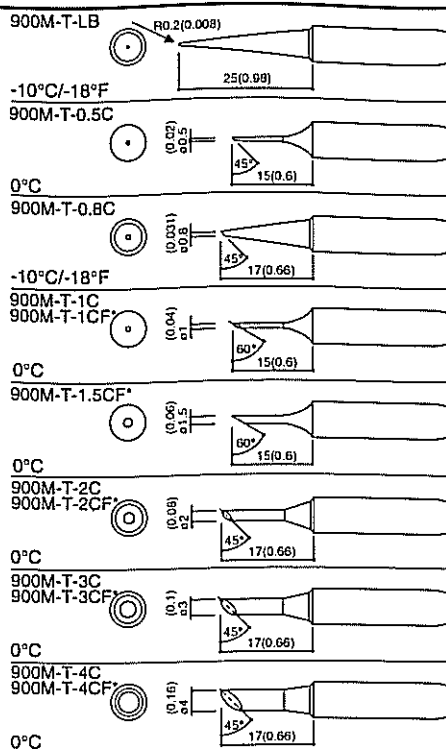 900M-T-LB
R0.2(0.008)
25(0.98)
-10°C/-18°F
900M-T-0.5C
(0.02)
ø0.5
45°
15(0.6)
0°C
900M-T-0.8C
(0.031)
ø0.8
45°
17(0.66)
-10°C/-18°F
900M-T-1C
900M-T-1CF*
(0.04)
ø1
60°
15(0.6)
0°C
900M-T-1.5CF*
(0.06)
ø1.5
60°
15(0.6)
0°C
900M-T-2C
900M-T-2CF*
(0.08)
ø2
45°
17(0.66)
0°C
900M-T-3C
900M-T-3CF*
(0.1)
ø3
45°
17(0.66)
0°C
900M-T-4C
900M-T-4CF*
(0.16)
ø4
45°
17(0.66)
0°C